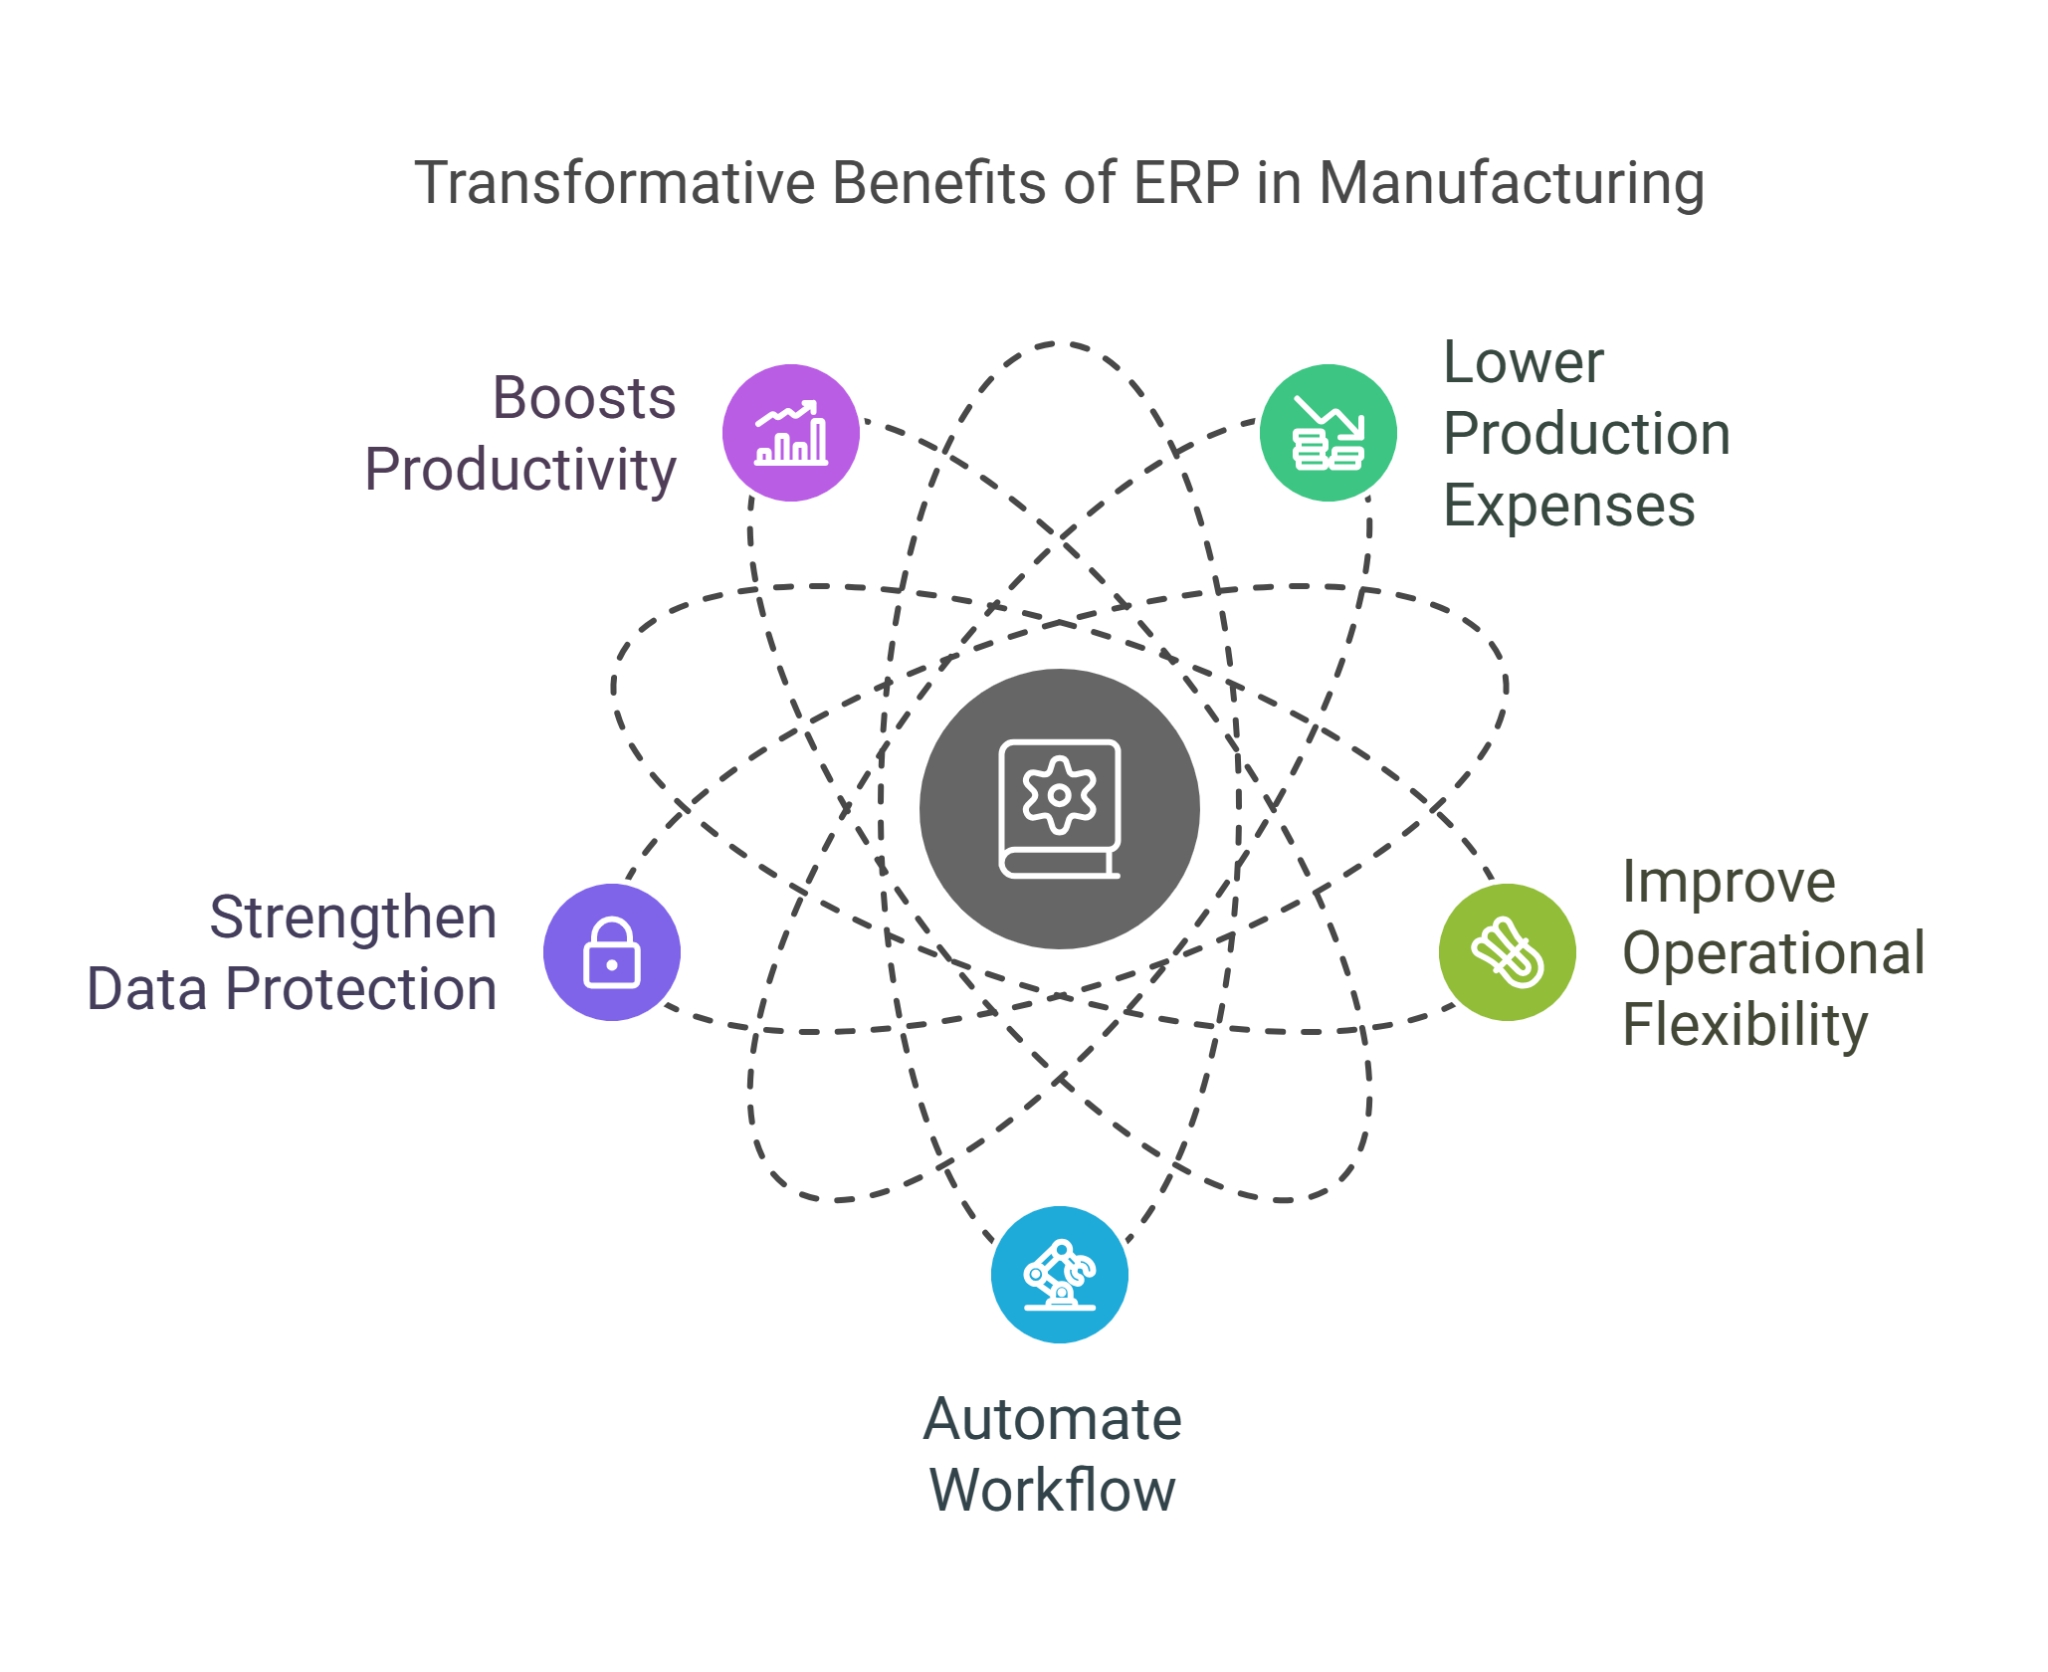 Transformative Benefits of ERP in Manufacturing
Boosts
Productivity
Lower
Production
Expenses
Strengthen
Data Protection
Improve
Operational
Flexibility
Automate
Workflow